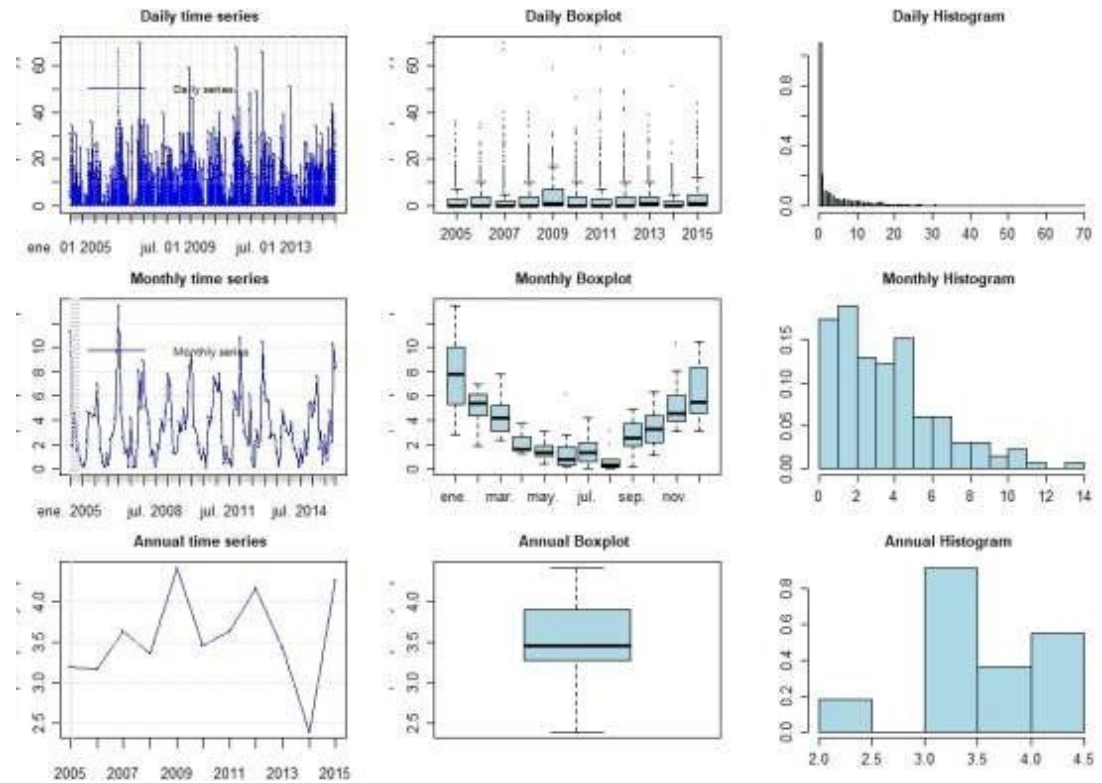 Daily time series
Daily Boxplot
Daily Histogram
0 20 40 60
Daily series
ene. 01 2005 jul. 01 2009 jul. 01 2013
0 20 40 60
2005 2007 2009 2011 2013 2015
0.0 0.4 0.8
0 10 20 30 40 50 60 70
Monthly time series
Monthly Boxplot
Monthly Histogram
0 2 4 6 8 10
Monthly series
ene. 2005 jul. 2008 jul. 2011 jul. 2014
0 2 4 6 8 10
ene. mar. may. jul. sep. nov.
0.00 0.05 0.10 0.15
0 2 4 6 8 10 12 14
Annual time series
Annual Boxplot
Annual Histogram
2.5 3.0 3.5 4.0
2005 2007 2009 2011 2013 2015
2.5 3.0 3.5 4.0
0.0 0.2 0.4 0.6 0.8
2.0 2.5 3.0 3.5 4.0 4.5